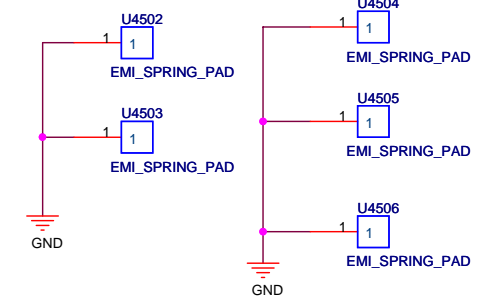 U4502
1 1
EMI_SPRING_PAD
U4503
1 1
EMI_SPRING_PAD
GND
U4504
1 1
EMI_SPRING_PAD
U4505
1 1
EMI_SPRING_PAD
U4506
1 1
EMI_SPRING_PAD
GND